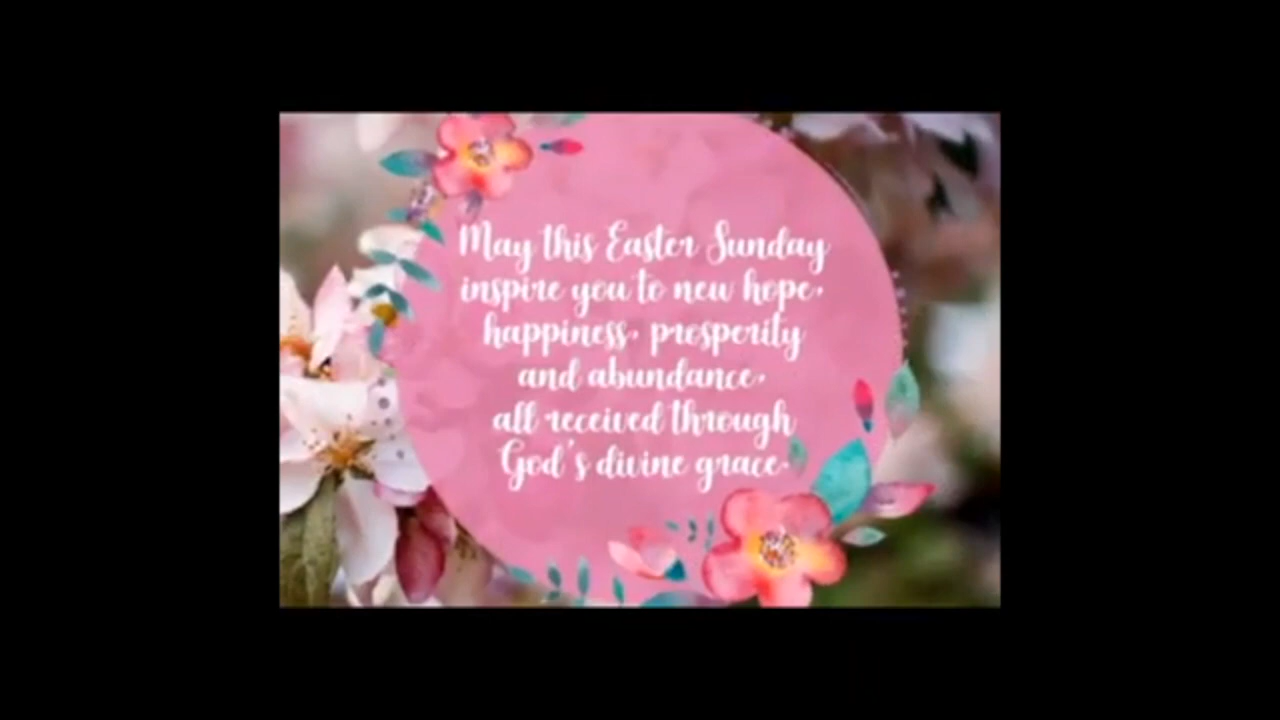 May this Easter Sunday
inspire you to new hope,
happiness, prosperity
and abundance,
all received through
God's divine grace.